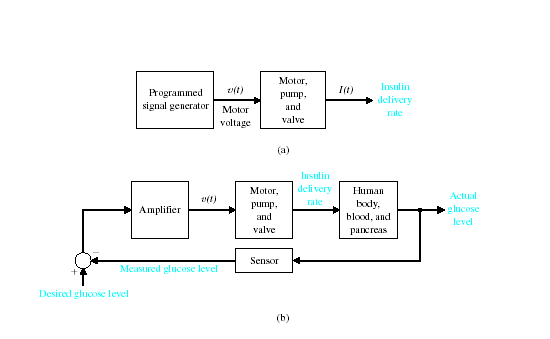 Programmed
signal generator
v(t)
Motor
voltage
Motor,
pump,
and
valve
I(t)
Insulin
delivery
rate
(a)
Amplifier
v(t)
Motor,
pump,
and
valve
Insulin
delivery
rate
Human
body,
blood, and
pancreas
Actual
glucose
level
−
+
Measured glucose level
Sensor
Desired glucose level
(b)